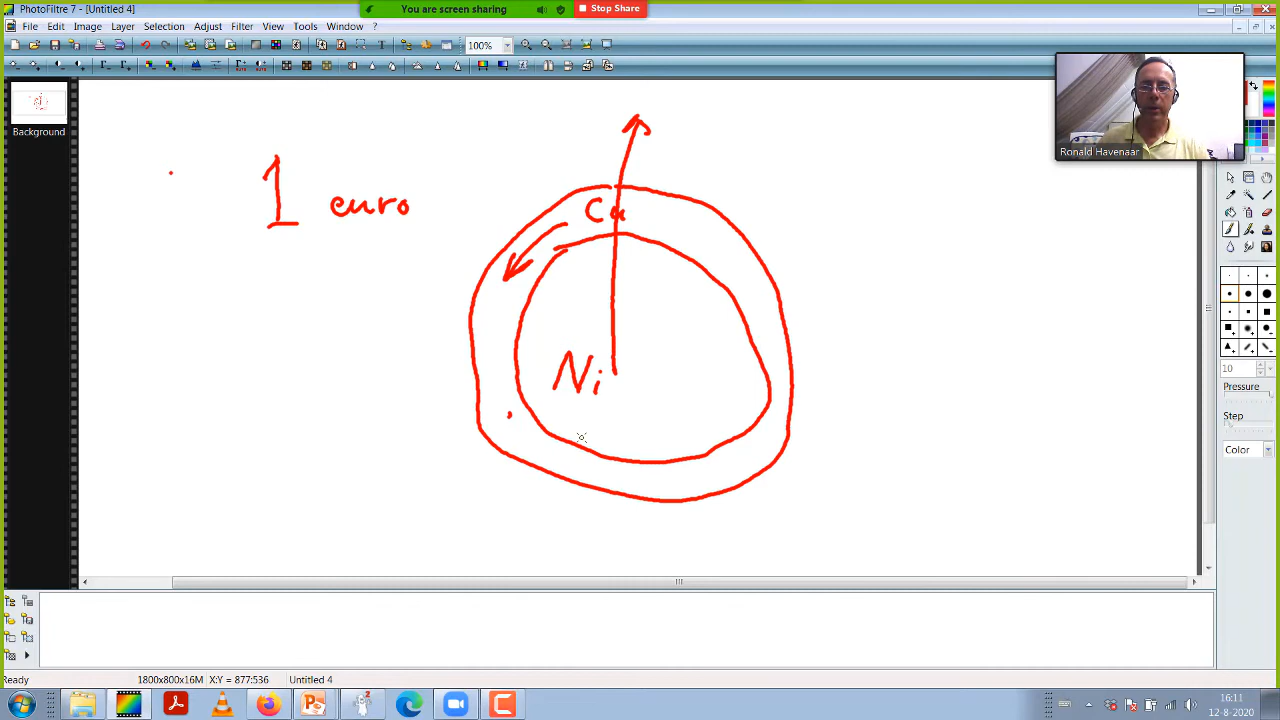 PhotoFiltre 7 - [Untitled 4]
You are screen sharing
Stop Share
File Edit Image Layer Selection Adjust Filter View Tools Window ?
100%
Background
Ronald Havenaar
1 euro
Cu
Ni
10
Pressure
Step
Color
1800x800x16M X:Y = 877:536 Untitled 4
16:11
12-8-2020